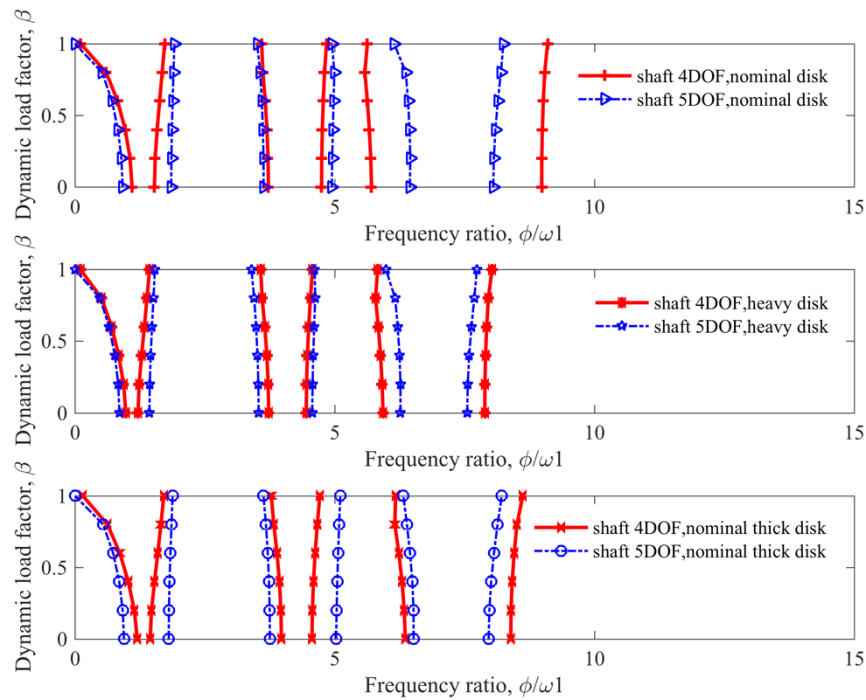 Dynamic load factor, β
1
0.5
0
0
5
10
15
Frequency ratio, ϕ/ω1
shaft 4DOF,nominal disk
shaft 5DOF,nominal disk
Dynamic load factor, β
1
0.5
0
0
5
10
15
Frequency ratio, ϕ/ω1
shaft 4DOF,heavy disk
shaft 5DOF,heavy disk
Dynamic load factor, β
1
0.5
0
0
5
10
15
Frequency ratio, ϕ/ω1
shaft 4DOF,nominal thick disk
shaft 5DOF,nominal thick disk